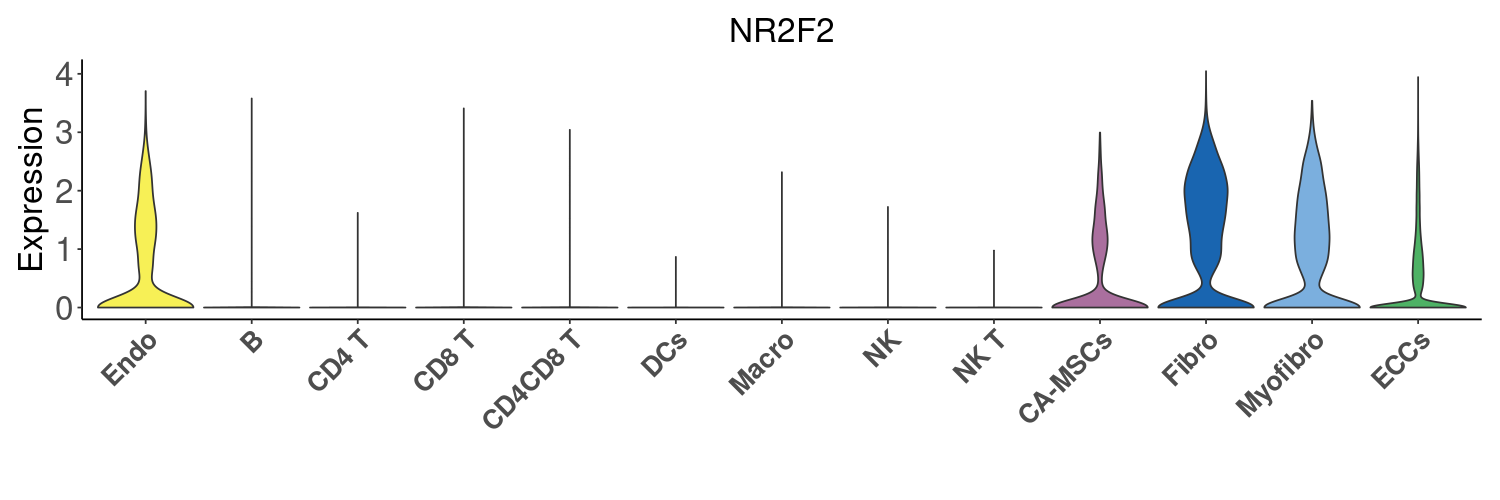 NR2F2
Expression
4
3
2
1
0
Endo
B
CD4 T
CD8 T
CD4CD8 T
DCs
Macro
NK
NK T
CA-MSCs
Fibro
Myofibro
ECCs